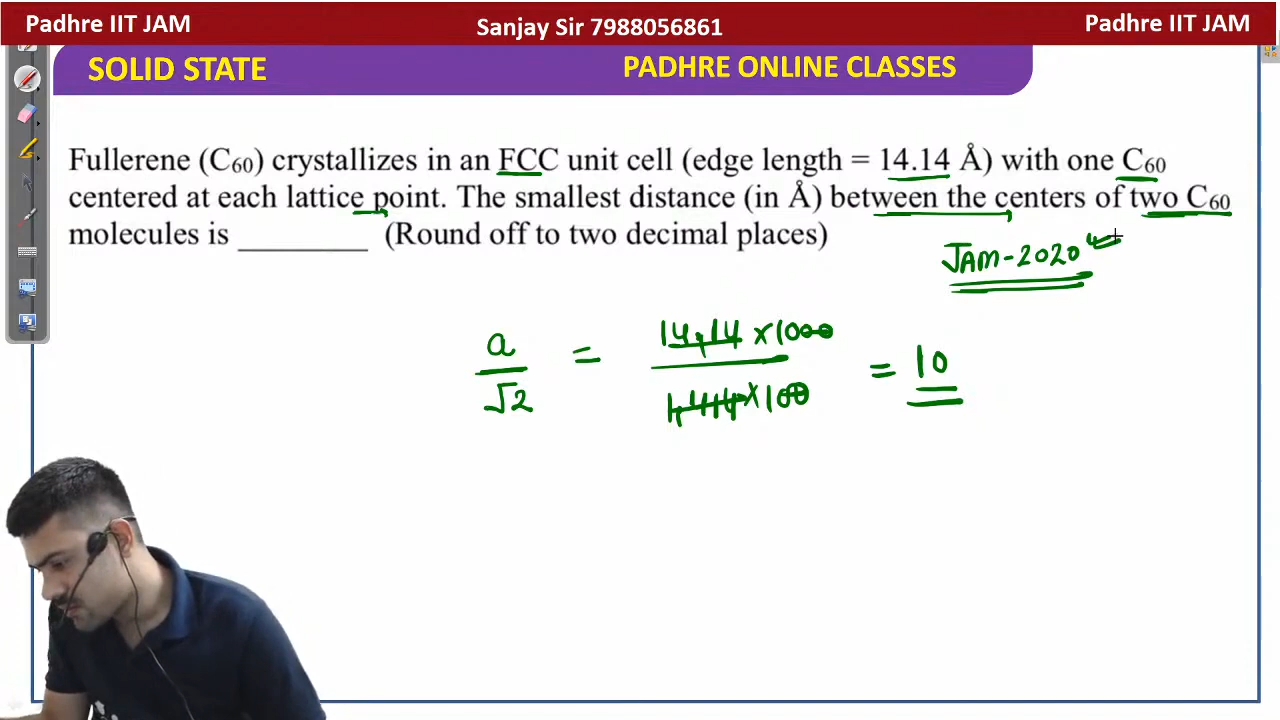 Padhre IIT JAM
Sanjay Sir 7988056861
Padhre IIT JAM
SOLID STATE
PADHRE ONLINE CLASSES
Fullerene (C₆₀) crystallizes in an FCC unit cell (edge length = 14.14 Å) with one C₆₀
centered at each lattice point. The smallest distance (in Å) between the centers of two C₆₀
molecules is ________ (Round off to two decimal places)
JAM-2020
a/√2 = 14.14 ×1000 / 1.414×100 = 10